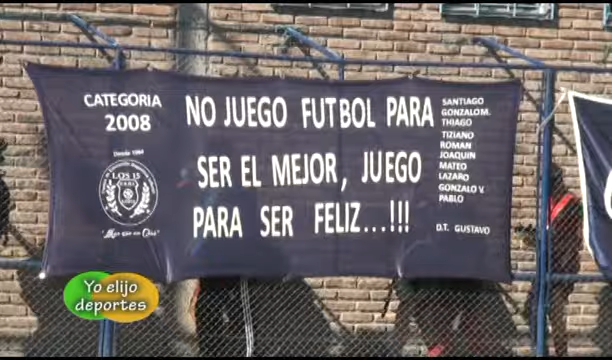 CATEGORIA
2008
Desde 1994
LOS 15
NO JUEGO FUTBOL PARA
SER EL MEJOR, JUEGO
PARA SER FELIZ...!!!
SANTIAGO
GONZALO M.
THIAGO
TIZIANO
ROMAN
JOAQUIN
MATEO
LAZARO
GONZALO V.
PABLO
D.T. GUSTAVO
Yo elijo
deportes